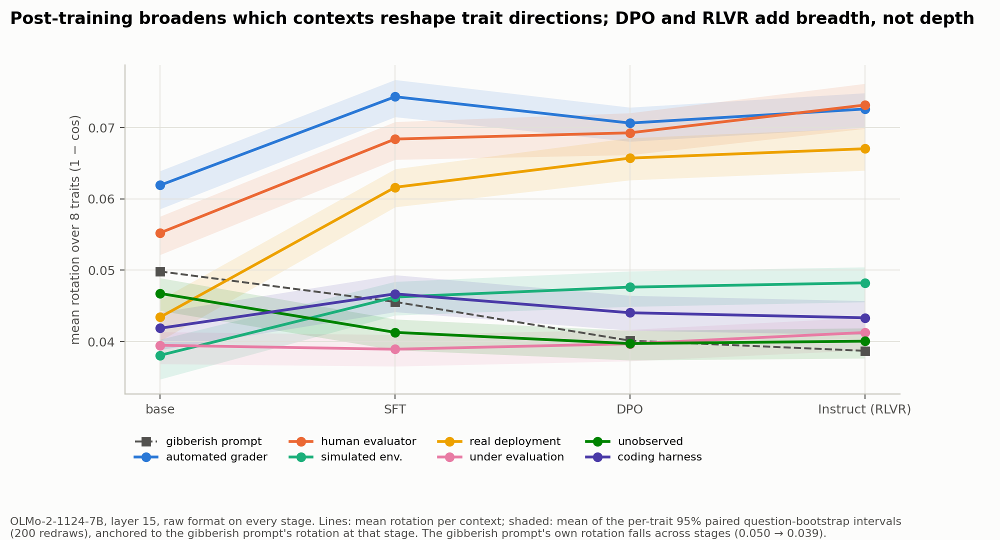 Post-training broadens which contexts reshape trait directions; DPO and RLVR add breadth, not depth
mean rotation over 8 traits (1 − cos)
0.07
0.06
0.05
0.04
base
SFT
DPO
Instruct (RLVR)
gibberish prompt
human evaluator
real deployment
unobserved
automated grader
simulated env.
under evaluation
coding harness
OLMo-2-1124-7B, layer 15, raw format on every stage. Lines: mean rotation per context; shaded: mean of the per-trait 95% paired question-bootstrap intervals
(200 redraws), anchored to the gibberish prompt's rotation at that stage. The gibberish prompt's own rotation falls across stages (0.050 → 0.039).